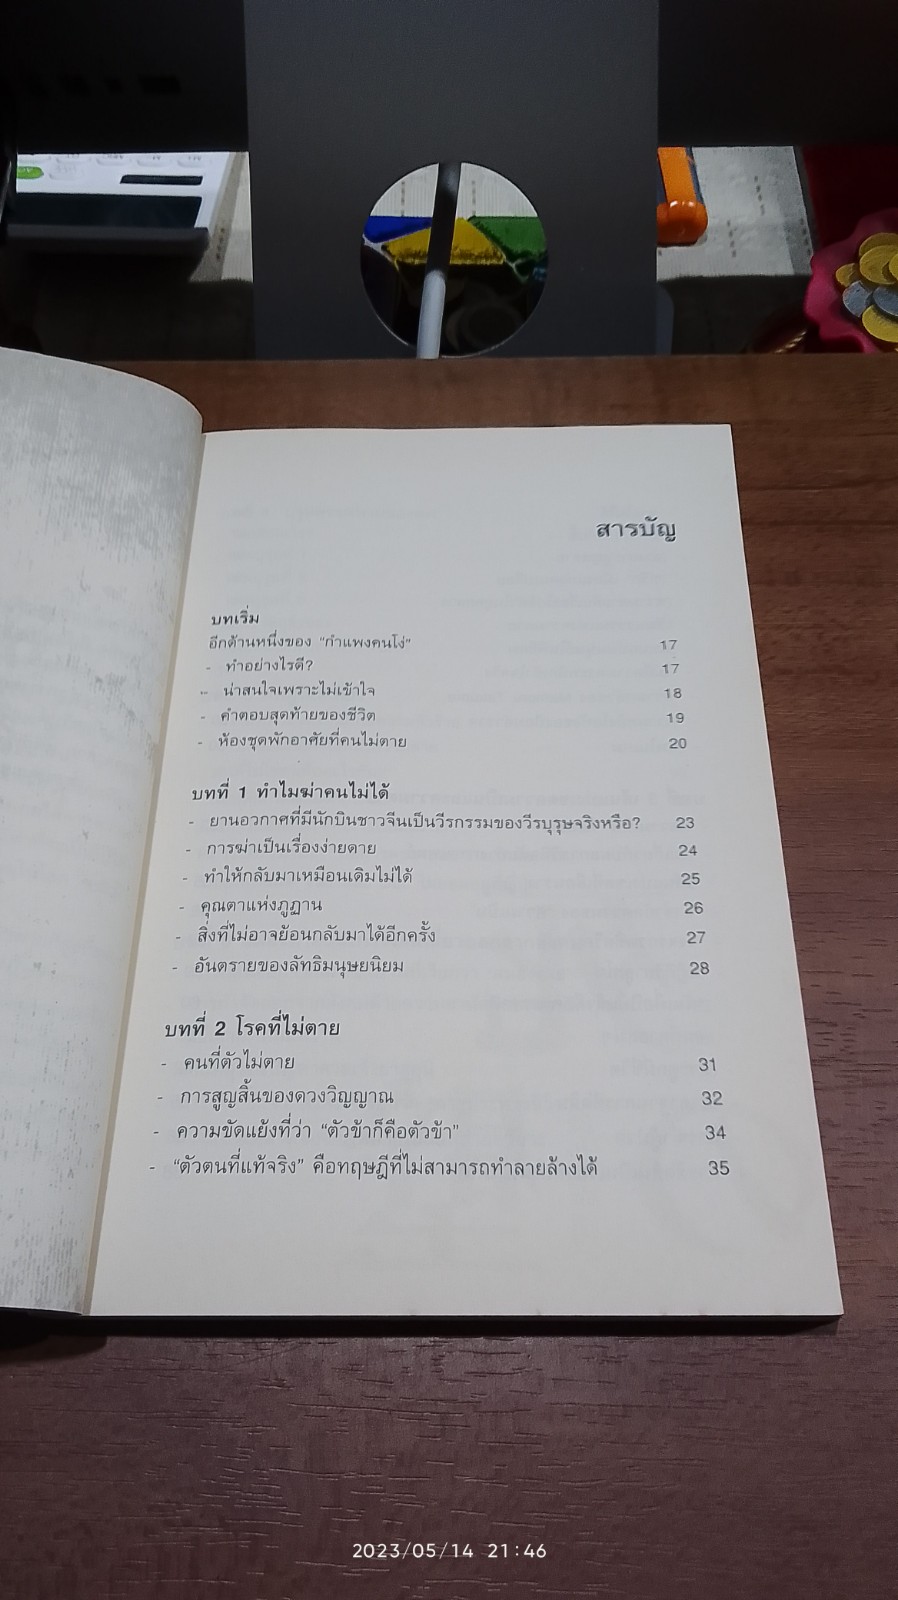 สารบัญ
บทเริ่ม
อีกด้านหนึ่งของ “กำแพงคนโง่” 17
- ทำอย่างไรดี? 17
- น่าสนใจเพราะไม่เข้าใจ 18
- คำตอบสุดท้ายของชีวิต 19
- ห้องชุดพักอาศัยที่คนไม่ตาย 20
บทที่ 1 ทำไมฆ่าคนไม่ได้
- ยานอวกาศที่มีนักบินชาวจีนเป็นวีรกรรมของวีรบุรุษจริงหรือ? 23
- การฆ่าเป็นเรื่องง่ายดาย 24
- ทำให้กลับมาเหมือนเดิมไม่ได้ 25
- คุณตาแห่งภูฏาน 26
- สิ่งที่ไม่อาจย้อนกลับมาได้อีกครั้ง 27
- อันตรายของลัทธิมนุษยนิยม 28
บทที่ 2 โรคที่ไม่ตาย
- คนที่ตัวไม่ตาย 31
- การสูญสิ้นของดวงวิญญาณ 32
- ความขัดแย้งที่ว่า “ตัวข้าก็คือตัวข้า” 34
- “ตัวตนที่แท้จริง” คือทฤษฎีที่ไม่สามารถทำลายล้างได้ 35
2023/05/14 21:46